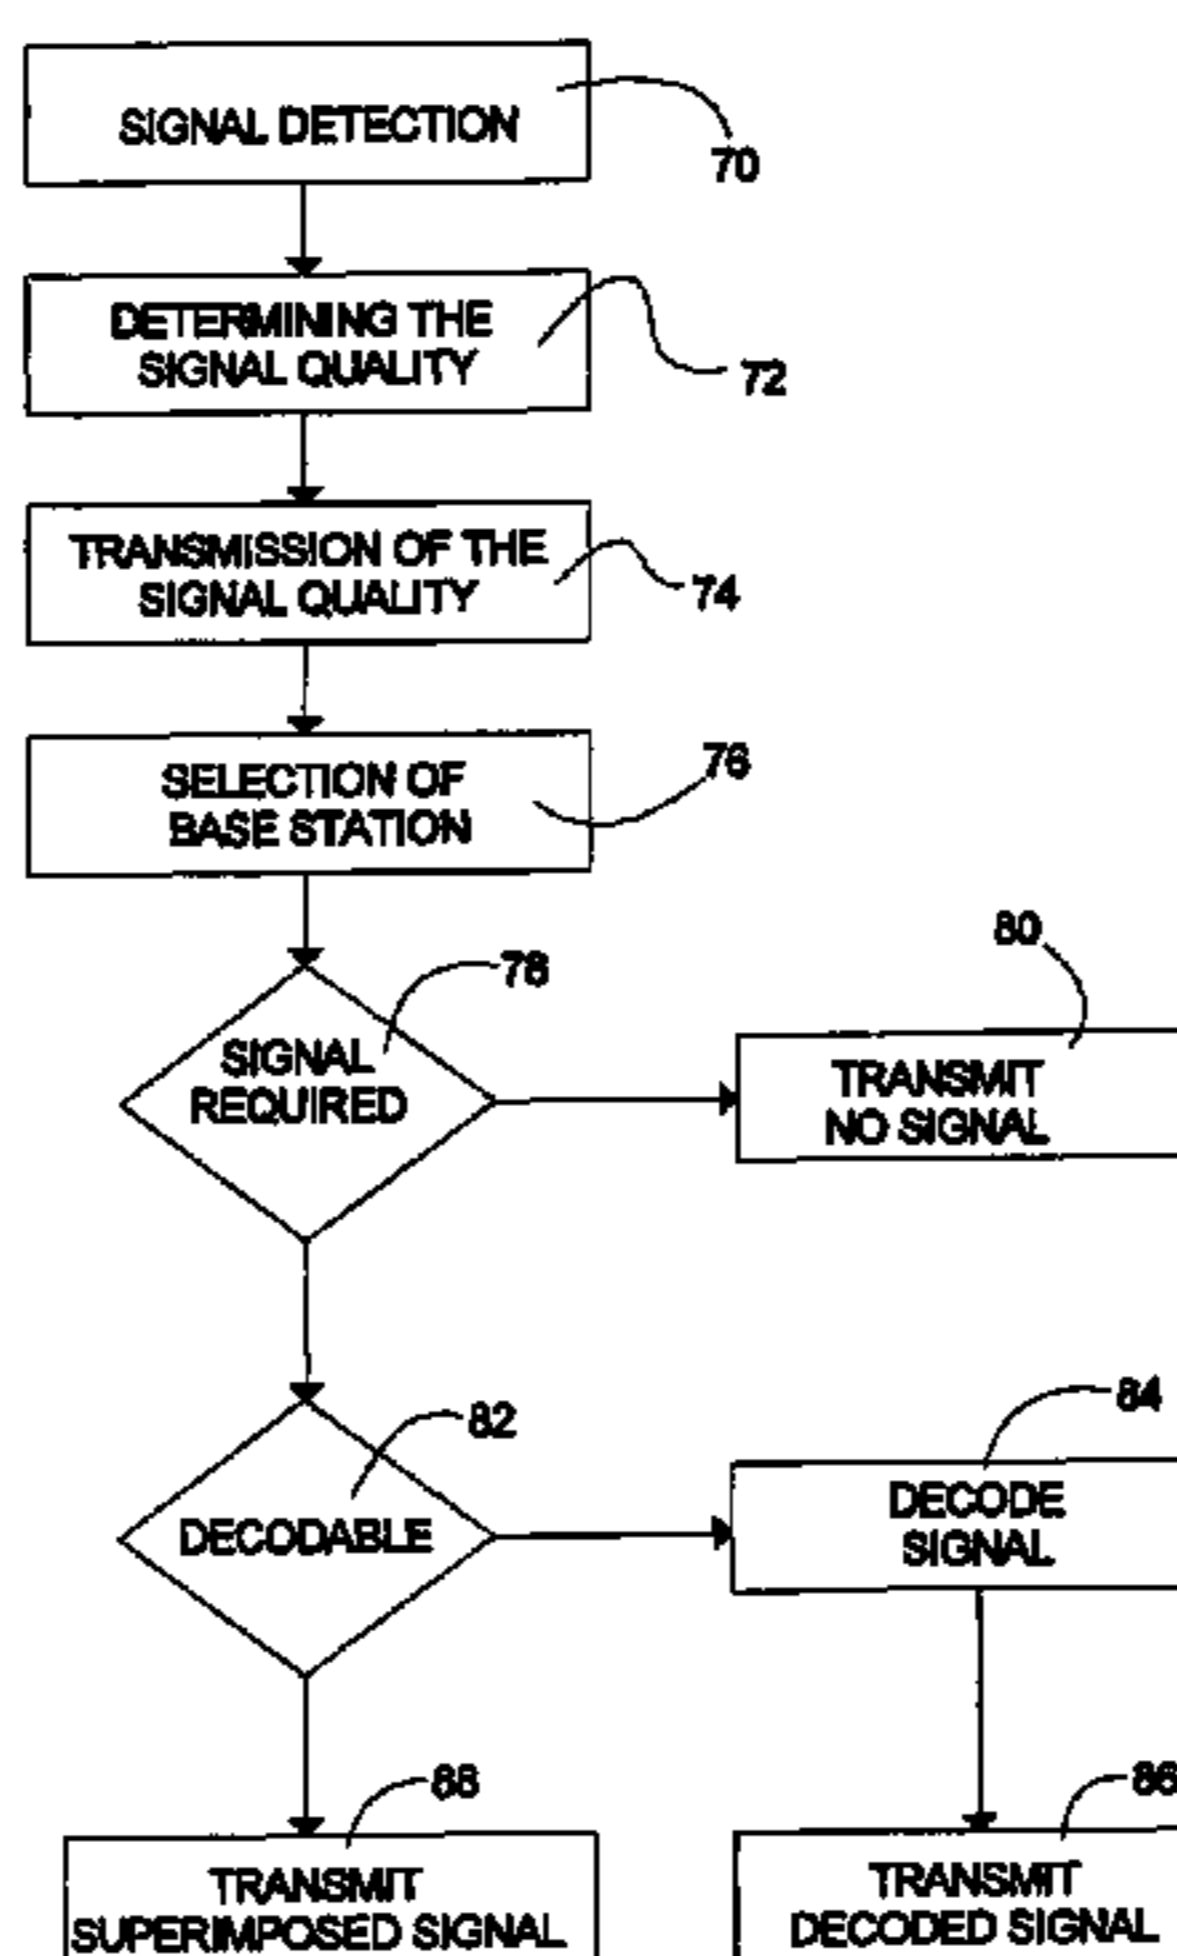 SIGNAL DETECTION
70
DETERMINING THE
SIGNAL QUALITY
72
TRANSMISSION OF THE
SIGNAL QUALITY
74
SELECTION OF
BASE STATION
76
SIGNAL
REQUIRED
78
80
TRANSMIT
NO SIGNAL
DECODABLE
82
84
DECODE
SIGNAL
88
TRANSMIT
SUPERIMPOSED SIGNAL
86
TRANSMIT
DECODED SIGNAL